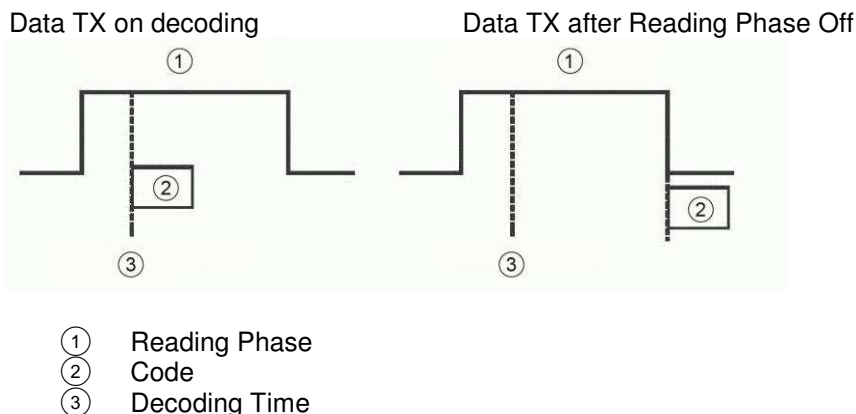 Data TX on decoding Data TX after Reading Phase Off
① ①
② ②
③ ③
① Reading Phase
② Code
③ Decoding Time